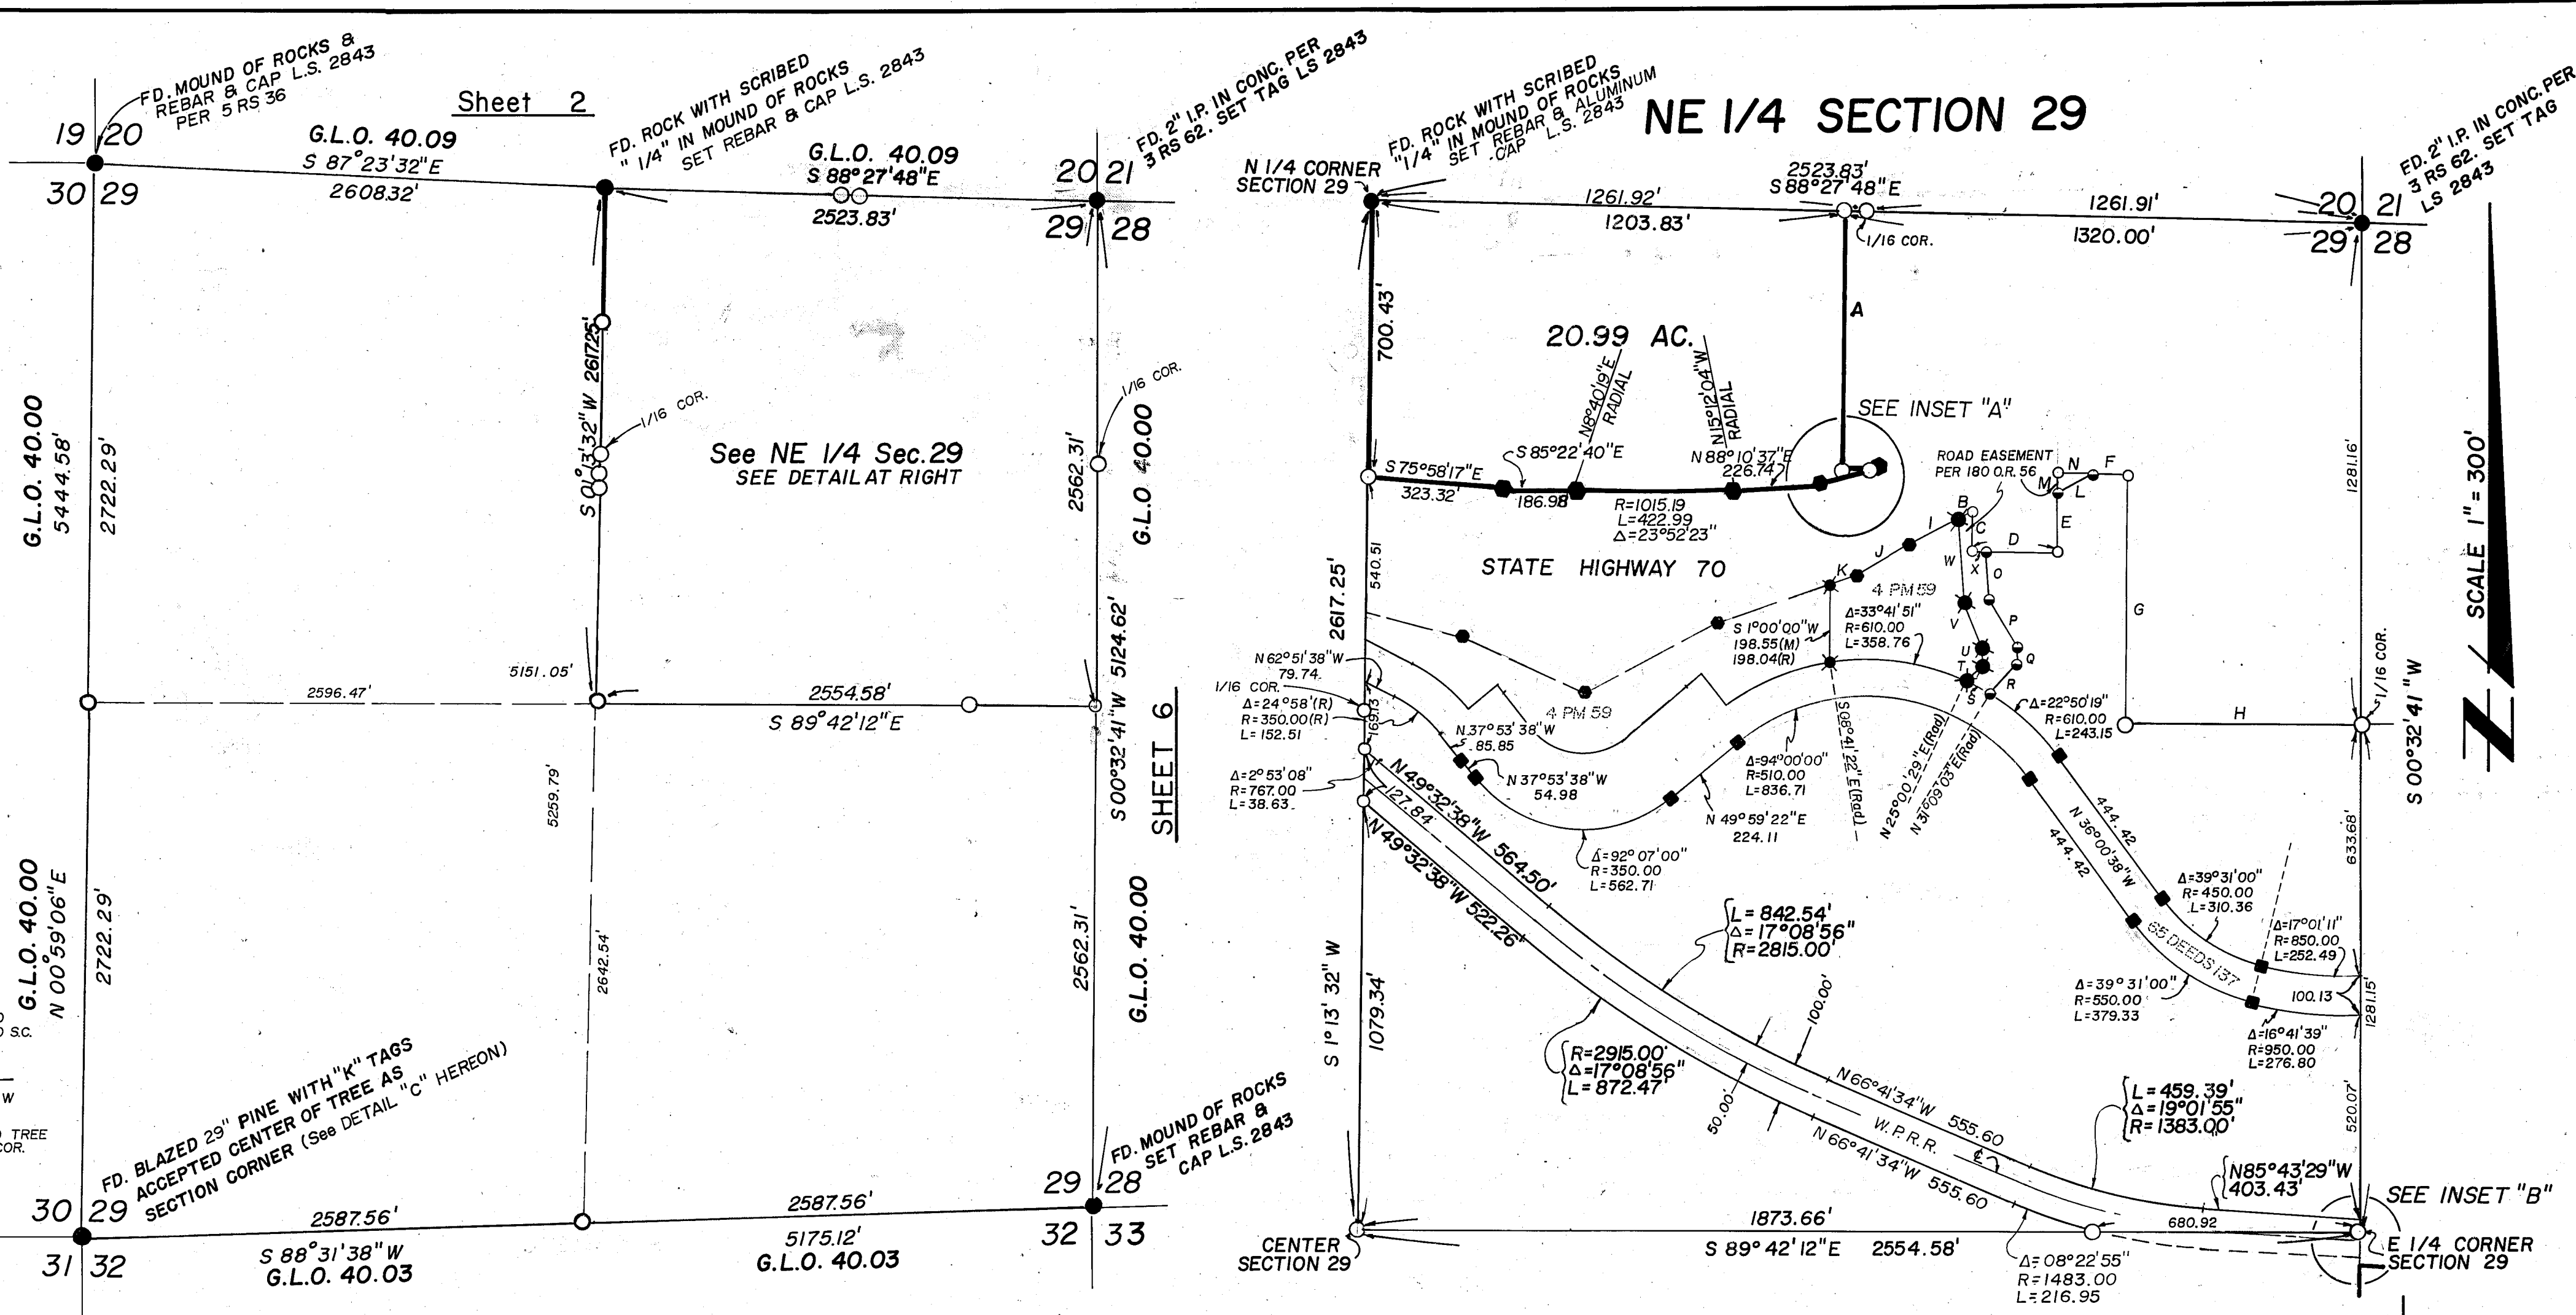 FD. MOUND OF ROCKS &
REBAR & CAP L.S. 2843
PER 5 RS 36
Sheet 2
19 20
30 29
G.L.O. 40.09
S 87°23'32"E
2608.32'
FD. ROCK WITH SCRIBED
"1/4" IN MOUND OF ROCKS
SET REBAR & CAP L.S. 2843
G.L.O. 40.09
S 88°27'48"E
2523.83'
FD. 2" I.P. IN CONC. PER
3 RS 62. SET TAG LS 2843
20 21
29 28
G.L.O. 40.00
5444.58'
2722.29'
S 01°13'32"W 2617.25'
1/16 COR.
See NE 1/4 Sec. 29
SEE DETAIL AT RIGHT
2562.31'
1/16 COR.
G.L.O. 40.00
5151.05'
2596.47'
2554.58'
S 89°42'12"E
S 00°32'41"W 5124.62'
SHEET 6
5259.79'
2642.54'
G.L.O. 40.00
N 00°59'06"E
2722.29'
2562.31'
G.L.O. 40.00
S.C.
W
TREE
COR.
FD. BLAZED 29" PINE WITH "K" TAGS
ACCEPTED CENTER OF TREE AS
SECTION CORNER (See DETAIL "C" HEREON)
30 29
31 32
2587.56'
S 88°31'38"W
G.L.O. 40.03
2587.56'
5175.12'
G.L.O. 40.03
29 28
32 33
FD. MOUND OF ROCKS
SET REBAR &
CAP L.S. 2843
NE 1/4 SECTION 29
FD. ROCK WITH SCRIBED
"1/4" IN MOUND OF ROCKS
SET REBAR & ALUMINUM
CAP L.S. 2843
N 1/4 CORNER
SECTION 29
2523.83'
S 88°27'48"E
1261.92'
1203.83'
1/16 COR.
1261.91'
1320.00'
FD. 2" I.P. IN CONC. PER
3 RS 62. SET TAG
LS 2843
20 21
29 28
700.43'
A
20.99 AC.
N8°40'19"E
RADIAL
N15°12'04"W
RADIAL
SEE INSET "A"
S 75°58'17"E
323.32'
S 85°22'40"E
186.98
N 88°10'37"E
226.74'
R=1015.19
L=422.99
Δ=23°52'23"
ROAD EASEMENT
PER 180 O.R. 56
N F
M L
B
C
I
E
D
J
W
X
O
K
1281.16'
SCALE 1" = 300'
STATE HIGHWAY 70
540.51
2617.25'
4 PM 59
Δ=33°41'51"
R=610.00
L=358.76
S 1°00'00"W
198.55(M)
198.04(R)
V
P
G
U
T
Q
R
S
N 62°51'38"W
79.74
1/16 COR.
Δ=24°58'(R)
R=350.00(R)
L=152.51
169.13
4 PM 59
N 37°53'38"W
85.85
N 37°53'38"W
54.98
Δ=2°53'08"
R=767.00
L=38.63
Δ=94°00'00"
R=510.00
L=836.71
S 08°41'22"E (Rad)
N 25°00'29"E (Rad)
N 31°09'03"E (Rad)
Δ=22°50'19"
R=610.00
L=243.15
H
1/16 COR.
S 00°32'41"W
N 49°59'22"E
224.11
N49°32'38"W 564.50'
127.84
N49°32'38"W 522.26'
Δ=92°07'00"
R=350.00
L=562.71
444.42
N 36°00'38"W
444.42
633.68'
Δ=39°31'00"
R=450.00
L=310.36
Δ=17°01'11"
R=850.00
L=252.49
65 DEEDS 137
100.13
Δ=39°31'00"
R=550.00
L=379.33
Δ=16°41'39"
R=950.00
L=276.80
1281.15'
L=842.54'
Δ=17°08'56"
R=2815.00'
100.00'
S 1°13'32"W
1079.34'
R=2915.00'
Δ=17°08'56"
L=872.47'
50.00'
N 66°41'34"W 555.60
W.P.R.R.
N 66°41'34"W 555.60
L=459.39'
Δ=19°01'55"
R=1383.00'
520.07'
N85°43'29"W
403.43'
SEE INSET "B"
CENTER
SECTION 29
1873.66'
S 89°42'12"E 2554.58'
680.92
Δ=08°22'55"
R=1483.00
L=216.95
E 1/4 CORNER
SECTION 29